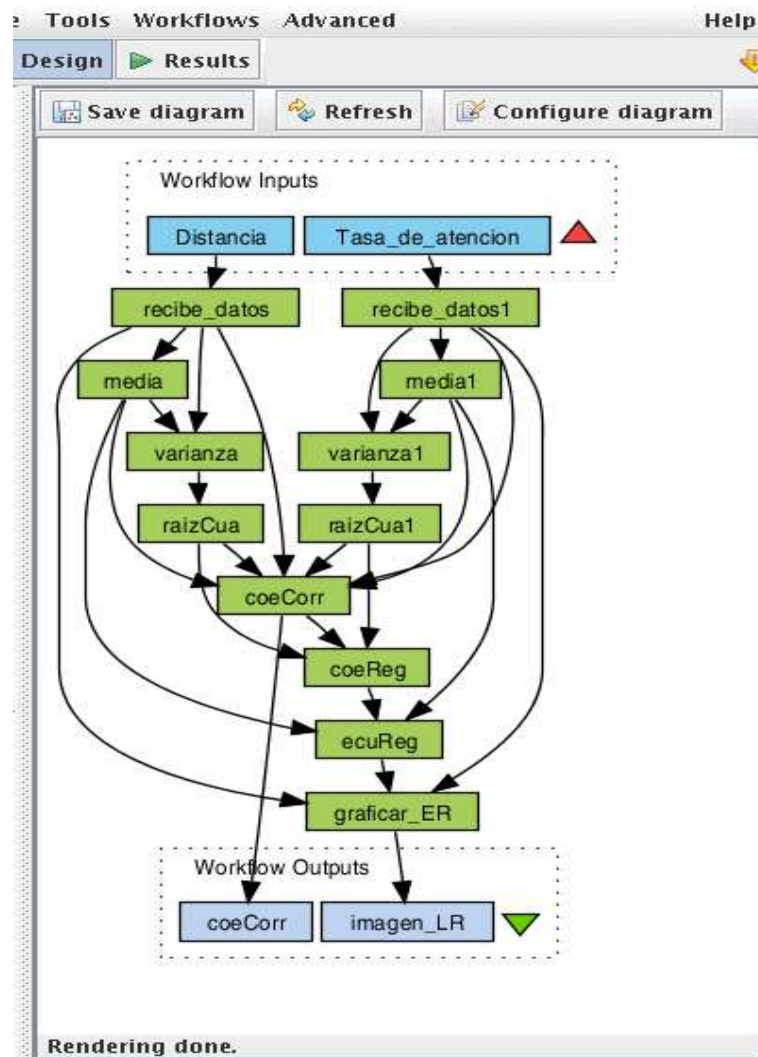 e Tools Workflows Advanced Help
Design Results
Save diagram Refresh Configure diagram
Workflow Inputs
Distancia Tasa_de_atencion
recibe_datos recibe_datos1
media media1
varianza varianza1
raizCua raizCua1
coeCorr
coeReg
ecuReg
graficar_ER
Workflow Outputs
coeCorr imagen_LR
Rendering done.